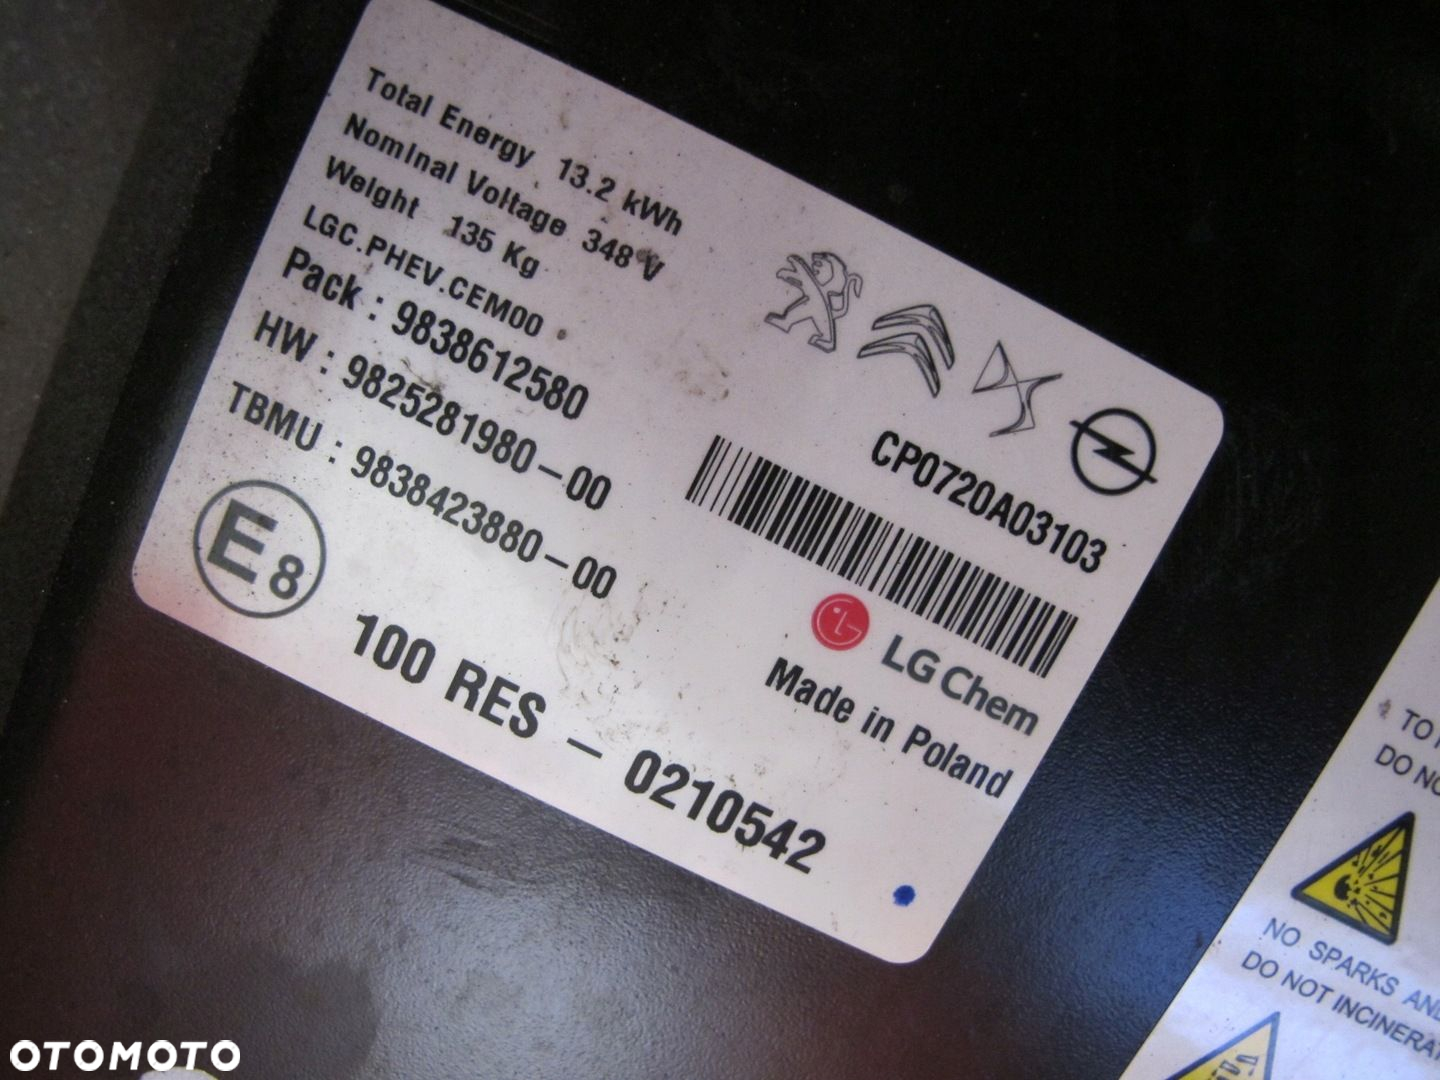 Total Energy 13.2 kWh
Nominal Voltage 348 V
Weight 135 Kg
LGC.PHEV.CEM00
Pack : 9838612580
HW : 9825281980-00
TBMU : 9838423880-00
E8
100 RES - 0210542
CP0720A03103
LG Chem
Made in Poland
TO
DO NO
NO SPARKS AND
DO NOT INCINERAT
OTOMOTO